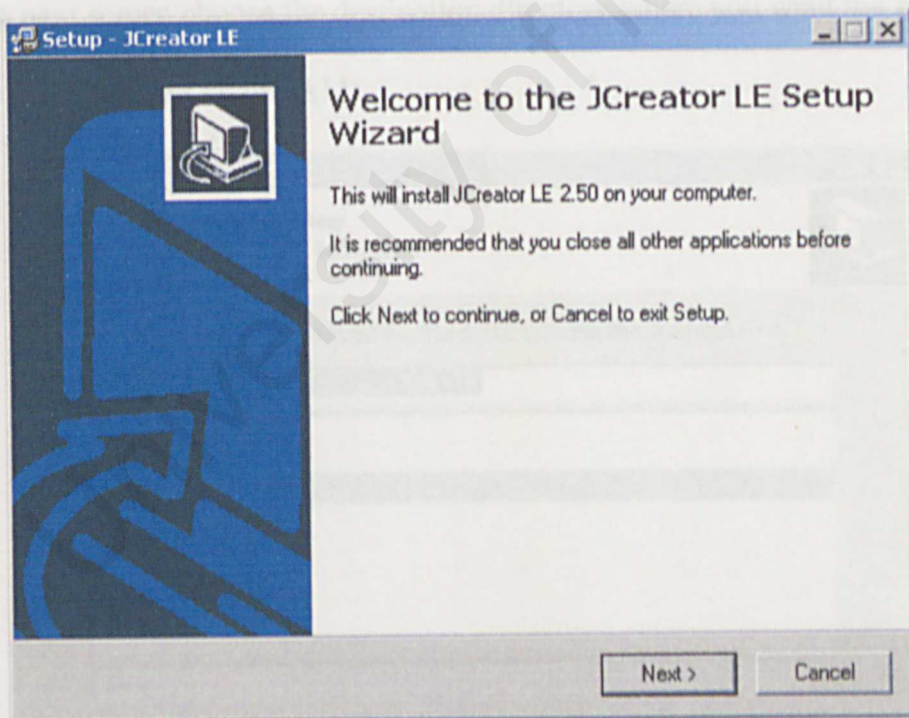 Setup - JCreator LE
Welcome to the JCreator LE Setup
Wizard
This will install JCreator LE 2.50 on your computer.
It is recommended that you close all other applications before
continuing.
Click Next to continue, or Cancel to exit Setup.
Next >
Cancel